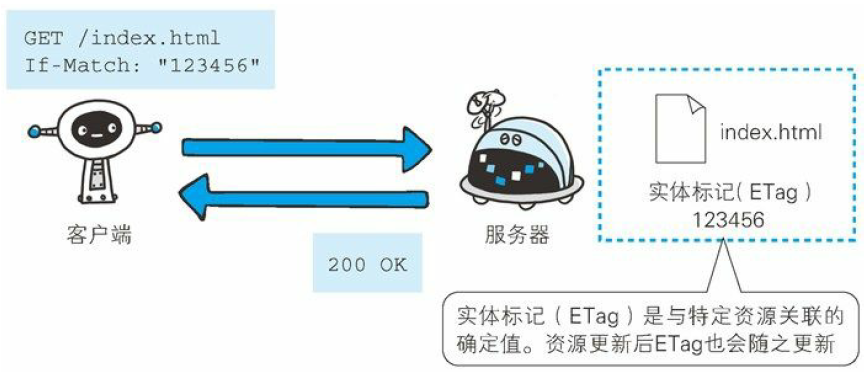 GET /index.html
If-Match: "123456"
index.html
实体标记( ETag )
123456
客户端
服务器
200 OK
实体标记（ ETag ）是与特定资源关联的
确定值。资源更新后ETag也会随之更新